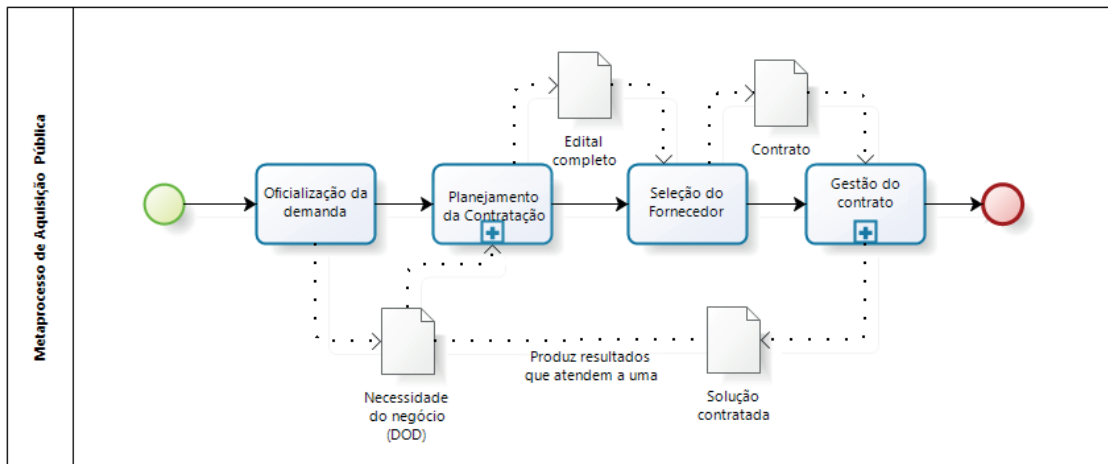 Metaprocesso de Aquisição Pública
Edital
completo
Contrato
Oficialização da
demanda
Planejamento
da Contratação
Seleção do
Fornecedor
Gestão do
contrato
Produz resultados
que atendem a uma
Necessidade
do negócio
(DOD)
Solução
contratada